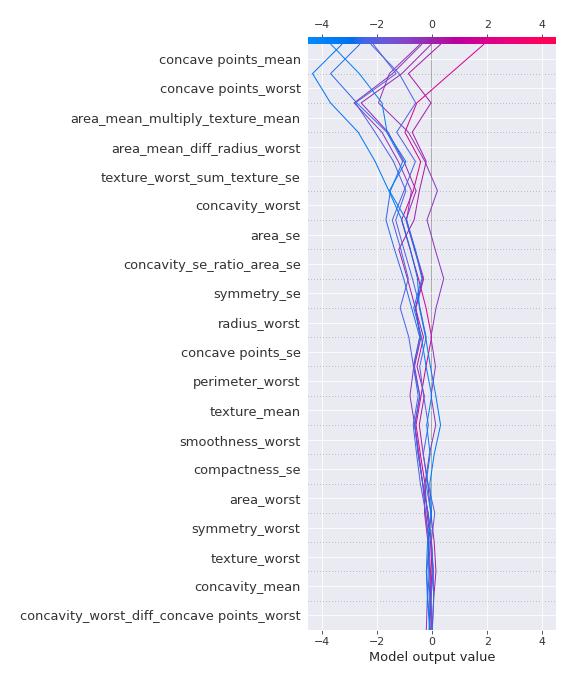 −4 −2 0 2 4
concave points_mean
concave points_worst
area_mean_multiply_texture_mean
area_mean_diff_radius_worst
texture_worst_sum_texture_se
concavity_worst
area_se
concavity_se_ratio_area_se
symmetry_se
radius_worst
concave points_se
perimeter_worst
texture_mean
smoothness_worst
compactness_se
area_worst
symmetry_worst
texture_worst
concavity_mean
concavity_worst_diff_concave points_worst
−4 −2 0 2 4
Model output value